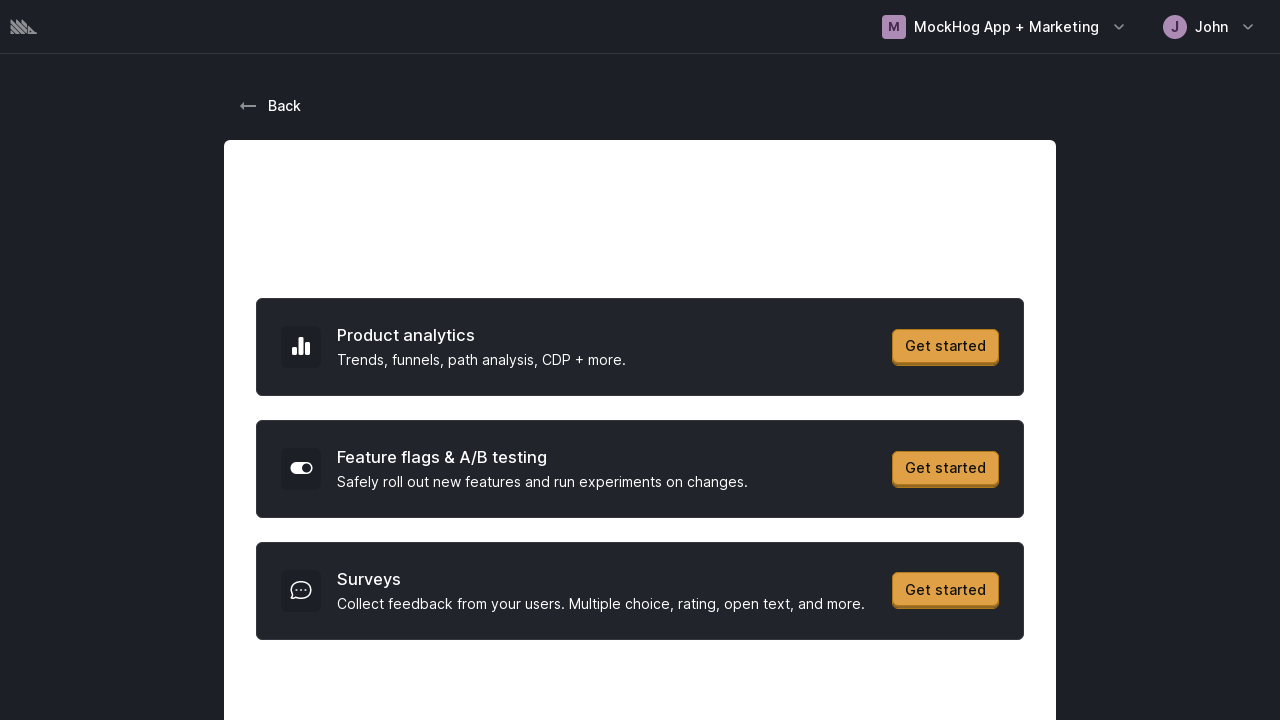 M MockHog App + Marketing
J John
Back
Product analytics
Trends, funnels, path analysis, CDP + more.
Get started
Feature flags & A/B testing
Safely roll out new features and run experiments on changes.
Get started
Surveys
Collect feedback from your users. Multiple choice, rating, open text, and more.
Get started